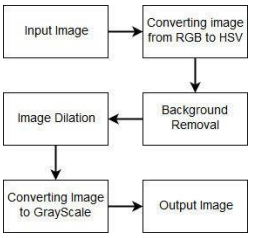 Input Image
Converting image
from RGB to HSV
Background
Removal
Image Dilation
Converting Image
to GrayScale
Output Image